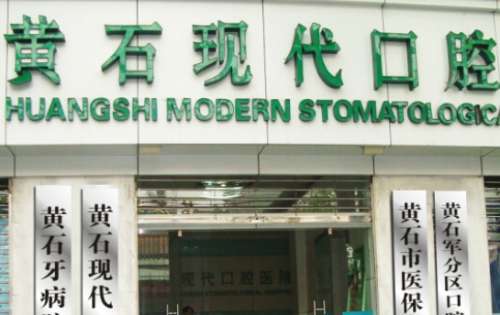 黄石现代口腔
HUANGSHI MODERN STOMATOLOGICA
黄石牙病
黄石现代
现代口腔医院
黄石市医保
黄石军分区口腔